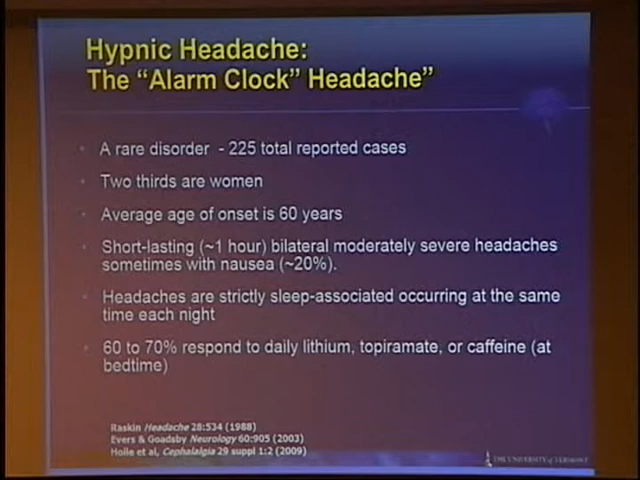 Hypnic Headache:
The “Alarm Clock” Headache”
A rare disorder - 225 total reported cases
Two thirds are women
Average age of onset is 60 years
Short-lasting (~1 hour) bilateral moderately severe headaches
sometimes with nausea (~20%).
Headaches are strictly sleep-associated occurring at the same
time each night
60 to 70% respond to daily lithium, topiramate, or caffeine (at
bedtime)
Raskin Headache 28:534 (1988)
Evers & Goadsby Neurology 60:905 (2003)
Holle et al, Cephalalgia 29 suppl 1:2 (2009)
THE UNIVERSITY of VERMONT